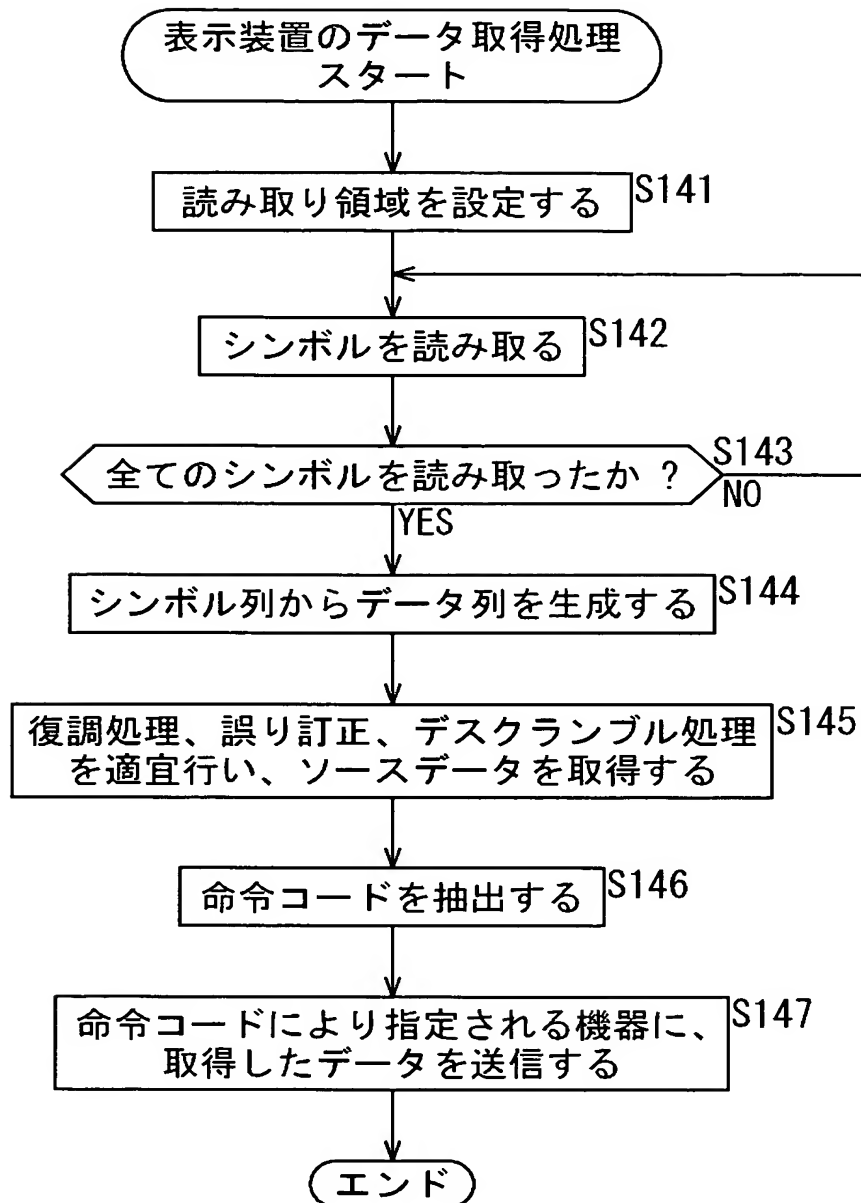 表示装置のデータ取得処理
スタート
読み取り領域を設定する
S141
シンボルを読み取る
S142
全てのシンボルを読み取ったか ?
S143
NO
YES
シンボル列からデータ列を生成する
S144
復調処理、誤り訂正、デスクランブル処理
を適宜行い、ソースデータを取得する
S145
命令コードを抽出する
S146
命令コードにより指定される機器に、
取得したデータを送信する
S147
エンド